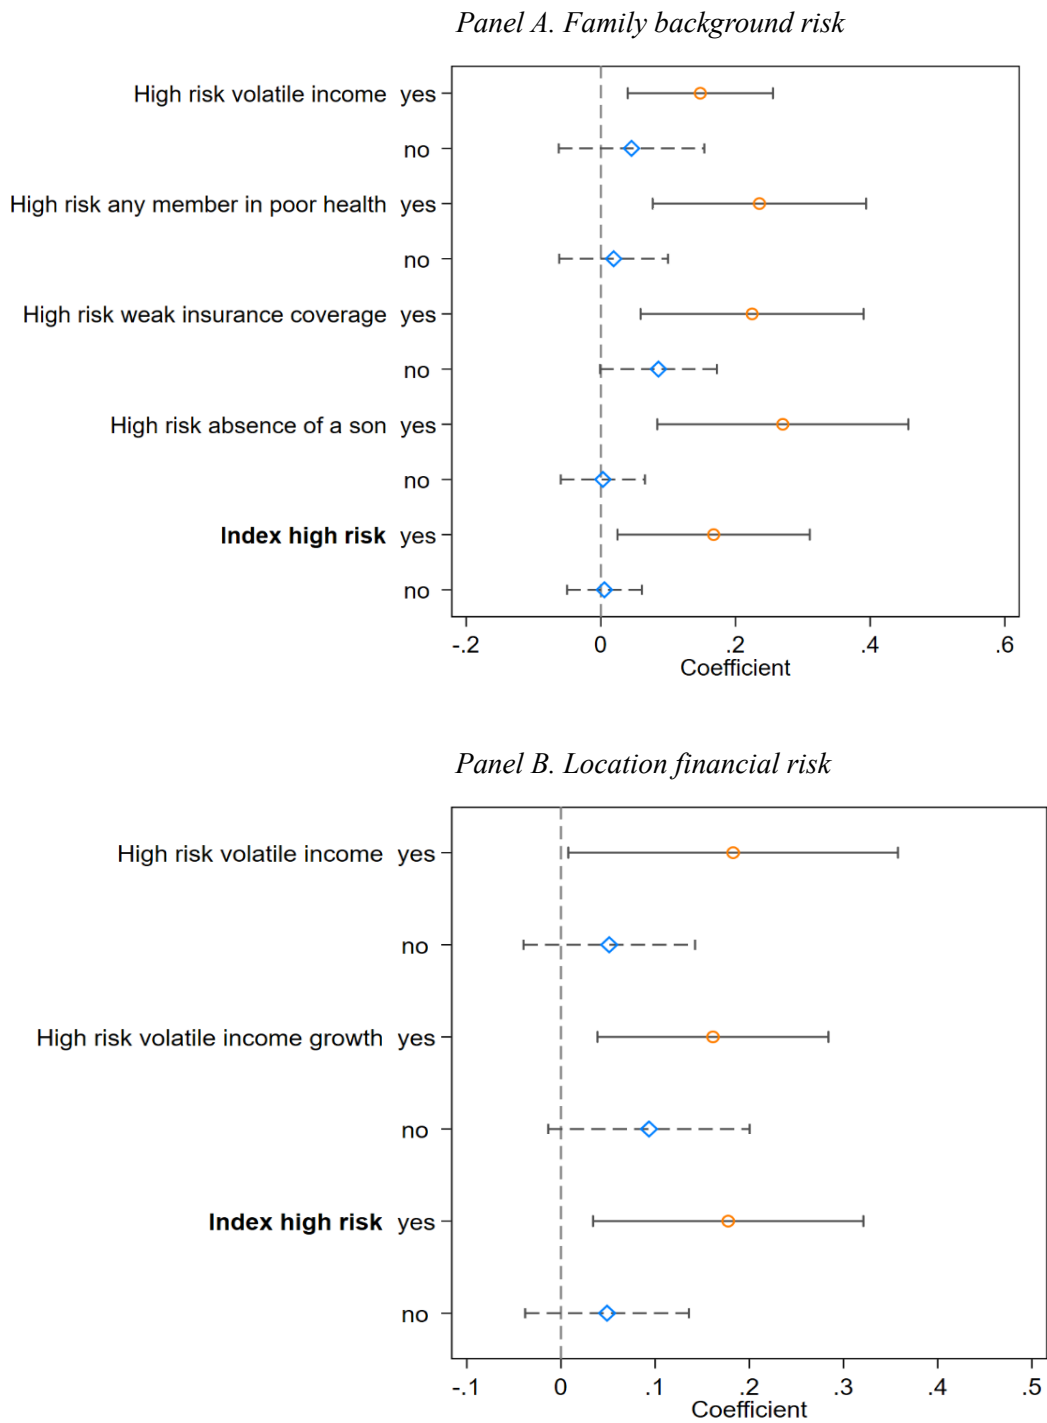 Panel A. Family background risk
High risk volatile income yes
no
High risk any member in poor health yes
no
High risk weak insurance coverage yes
no
High risk absence of a son yes
no
Index high risk yes
no
-.2 0 .2 .4 .6
Coefficient
Panel B. Location financial risk
High risk volatile income yes
no
High risk volatile income growth yes
no
Index high risk yes
no
-.1 0 .1 .2 .3 .4 .5
Coefficient